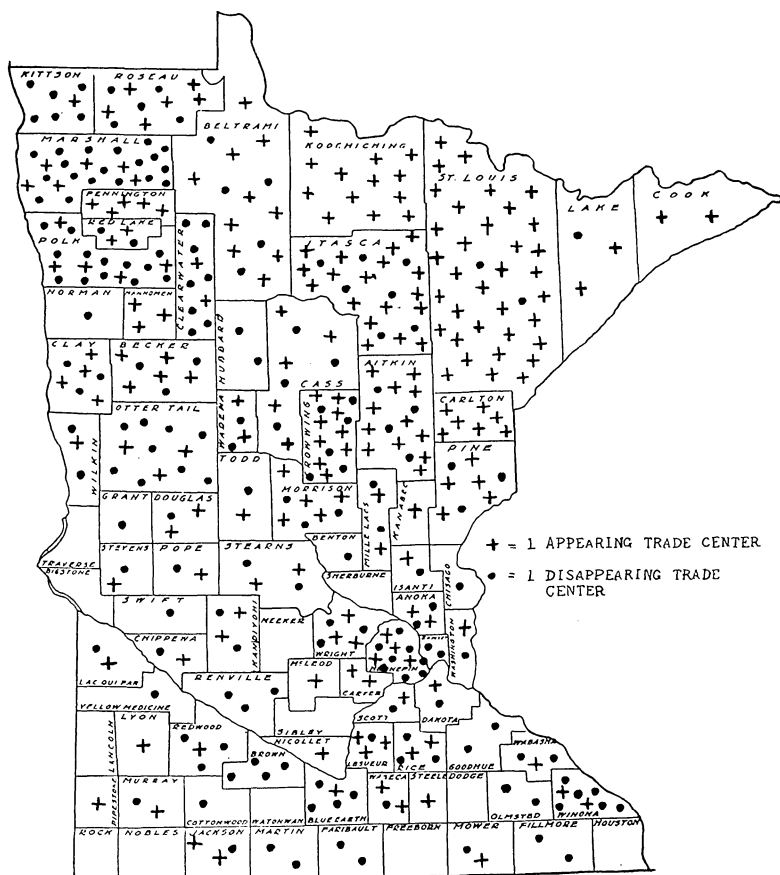 KITTSON
ROSEAU
MARSHALL
BELTRAMI
KOOCHICHING
ST. LOUIS
LAKE
COOK
PENNINGTON
RED LAKE
POLK
CLEARWATER
ITASCA
NORMAN
MAHNOMEN
HUBBARD
CLAY
BECKER
CASS
AITKIN
CARLTON
WILKIN
OTTER TAIL
WADENA
CROWWING
PINE
TODD
MORRISON
MILLE LACS
KANABEC
GRANT
DOUGLAS
BENTON
TRAVERSE
STEVENS
POPE
STEARNS
SHERBURNE
ISANTI
CHISAGO
BIGSTONE
+ = 1 APPEARING TRADE CENTER
● = 1 DISAPPEARING TRADE
CENTER
SWIFT
KANDIYOHI
MEEKER
ANOKA
CHIPPEWA
WRIGHT
HENNEPIN
WASHINGTON
LAC QUI PAR
RENVILLE
McLEOD
CARVER
YELLOW MEDICINE
SCOTT
DAKOTA
LINCOLN
LYON
REDWOOD
SIBLEY
NICOLLET
BROWN
LESUEUR
RICE
GOODHUE
WABASHA
PIPESTONE
MURRAY
COTTONWOOD
WATONWAN
BLUE EARTH
WASECA
STEELE
DODGE
OLMSTED
WINONA
ROCK
NOBLES
JACKSON
MARTIN
FARIBAULT
FREEBORN
MOWER
FILLMORE
HOUSTON